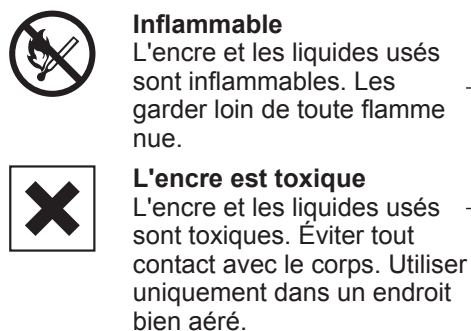 Inflammable
L'encre et les liquides usés
sont inflammables. Les
garder loin de toute flamme
nue.
L'encre est toxique
L'encre et les liquides usés
sont toxiques. Éviter tout
contact avec le corps. Utiliser
uniquement dans un endroit
bien aéré.